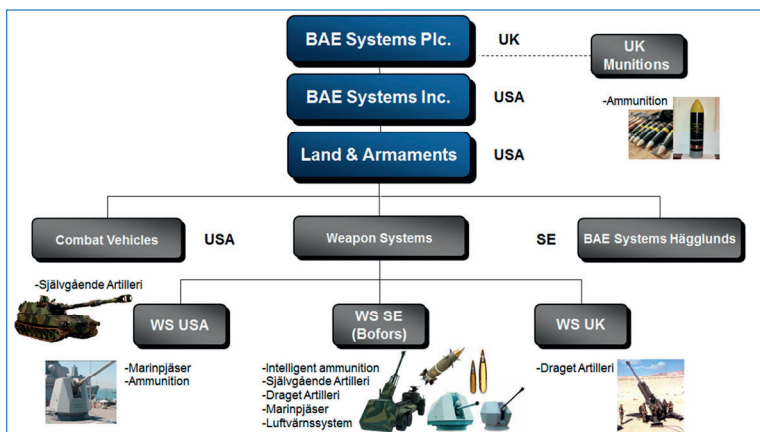 BAE Systems Plc.
UK
UK
Munitions
BAE Systems Inc.
USA
-Ammunition
Land & Armaments
USA
Combat Vehicles
USA
Weapon Systems
SE
BAE Systems Hägglunds
-Självgående Artilleri
WS USA
WS SE
(Bofors)
WS UK
-Marinpjäser
-Ammunition
-Intelligent ammunition
-Självgående Artilleri
-Draget Artilleri
-Marinpjäser
-Luftvärnssystem
-Draget Artilleri